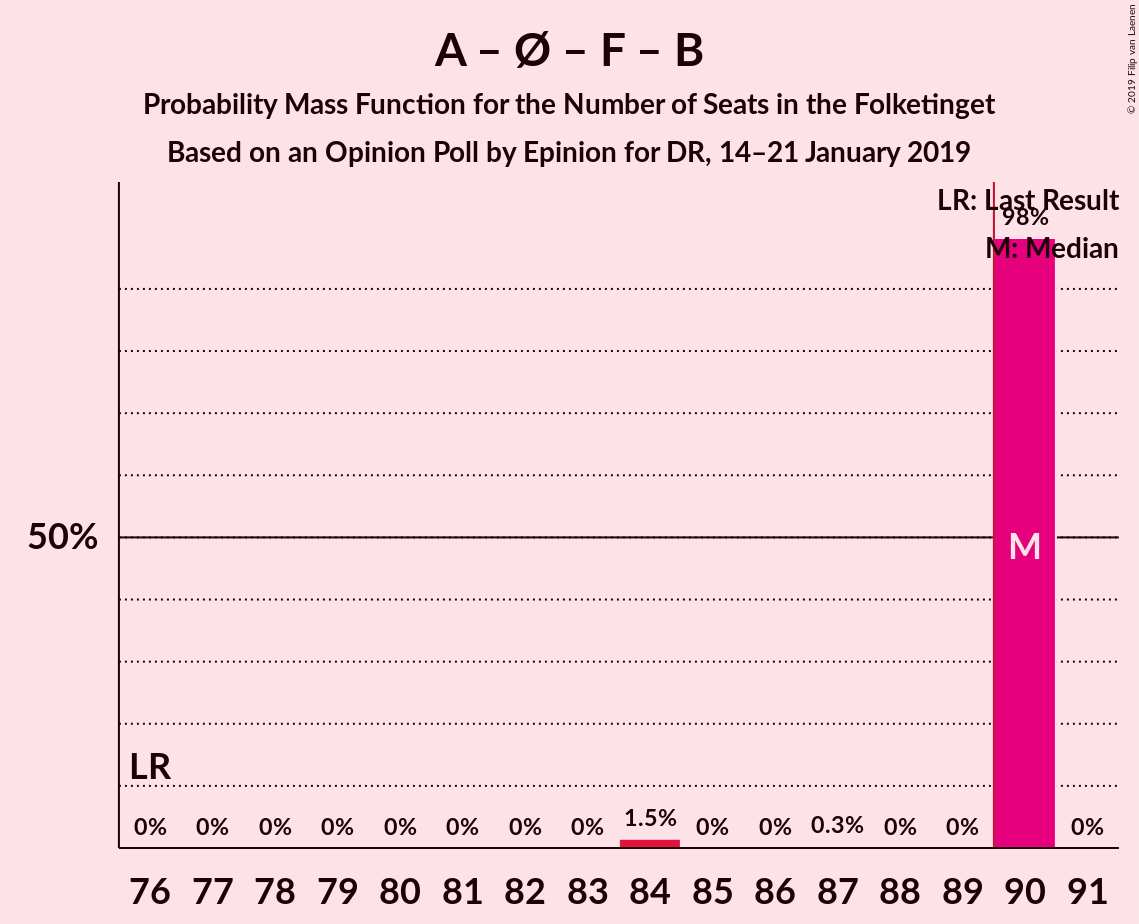 A – Ø – F – B
Probability Mass Function for the Number of Seats in the Folketinget
Based on an Opinion Poll by Epinion for DR, 14–21 January 2019
© 2019 Filip van Laenen
LR: Last Result
98%
M: Median
50%
M
LR
0% 0% 0% 0% 0% 0% 0% 0% 1.5% 0% 0% 0.3% 0% 0% 0%
76 77 78 79 80 81 82 83 84 85 86 87 88 89 90 91